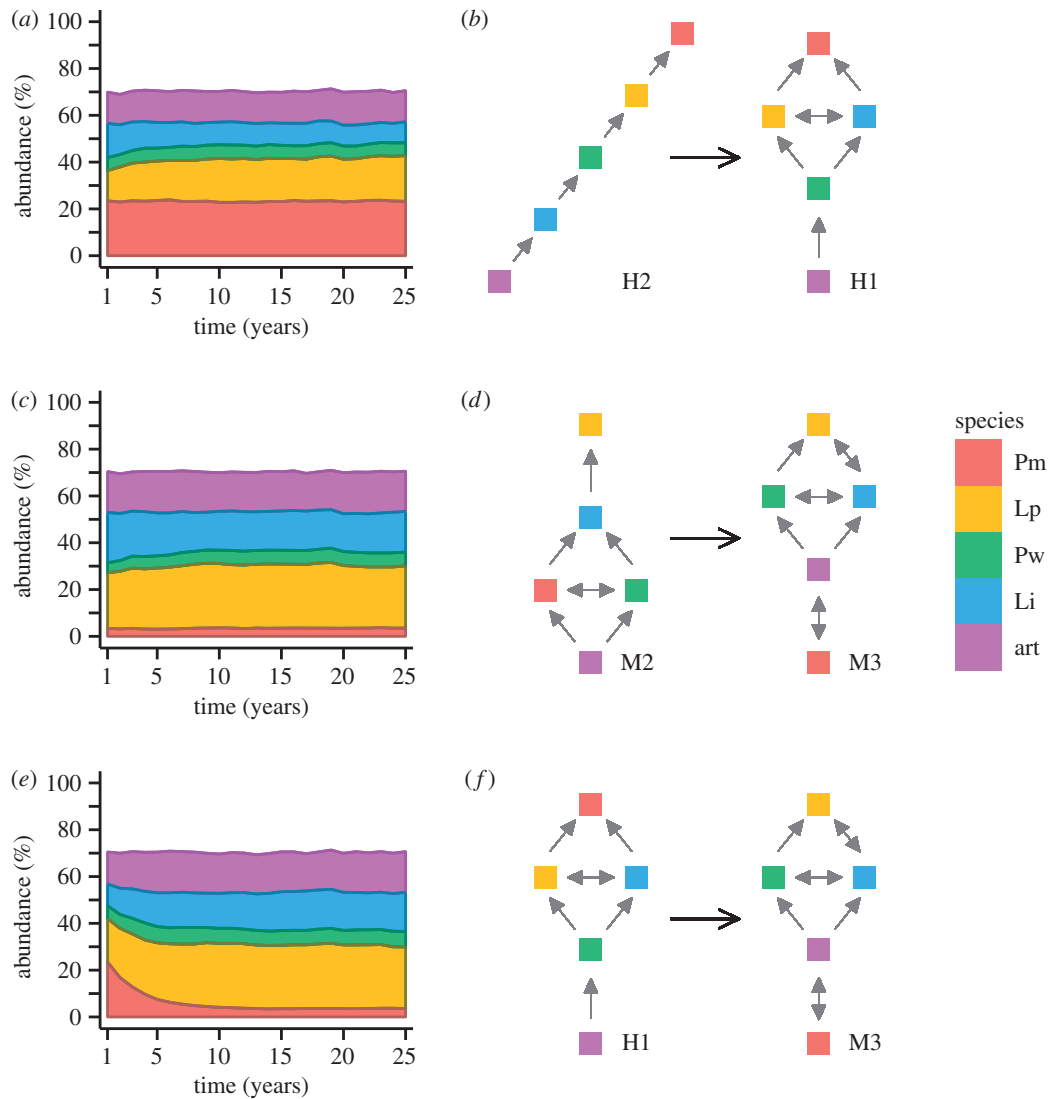 (a)
100
80
60
40
20
0
abundance (%)
1 5 10 15 20 25
time (years)
(b)
H2
H1
(c)
100
80
60
40
20
0
abundance (%)
1 5 10 15 20 25
time (years)
(d)
M2
M3
species
Pm
Lp
Pw
Li
art
(e)
100
80
60
40
20
0
abundance (%)
1 5 10 15 20 25
time (years)
(f)
H1
M3